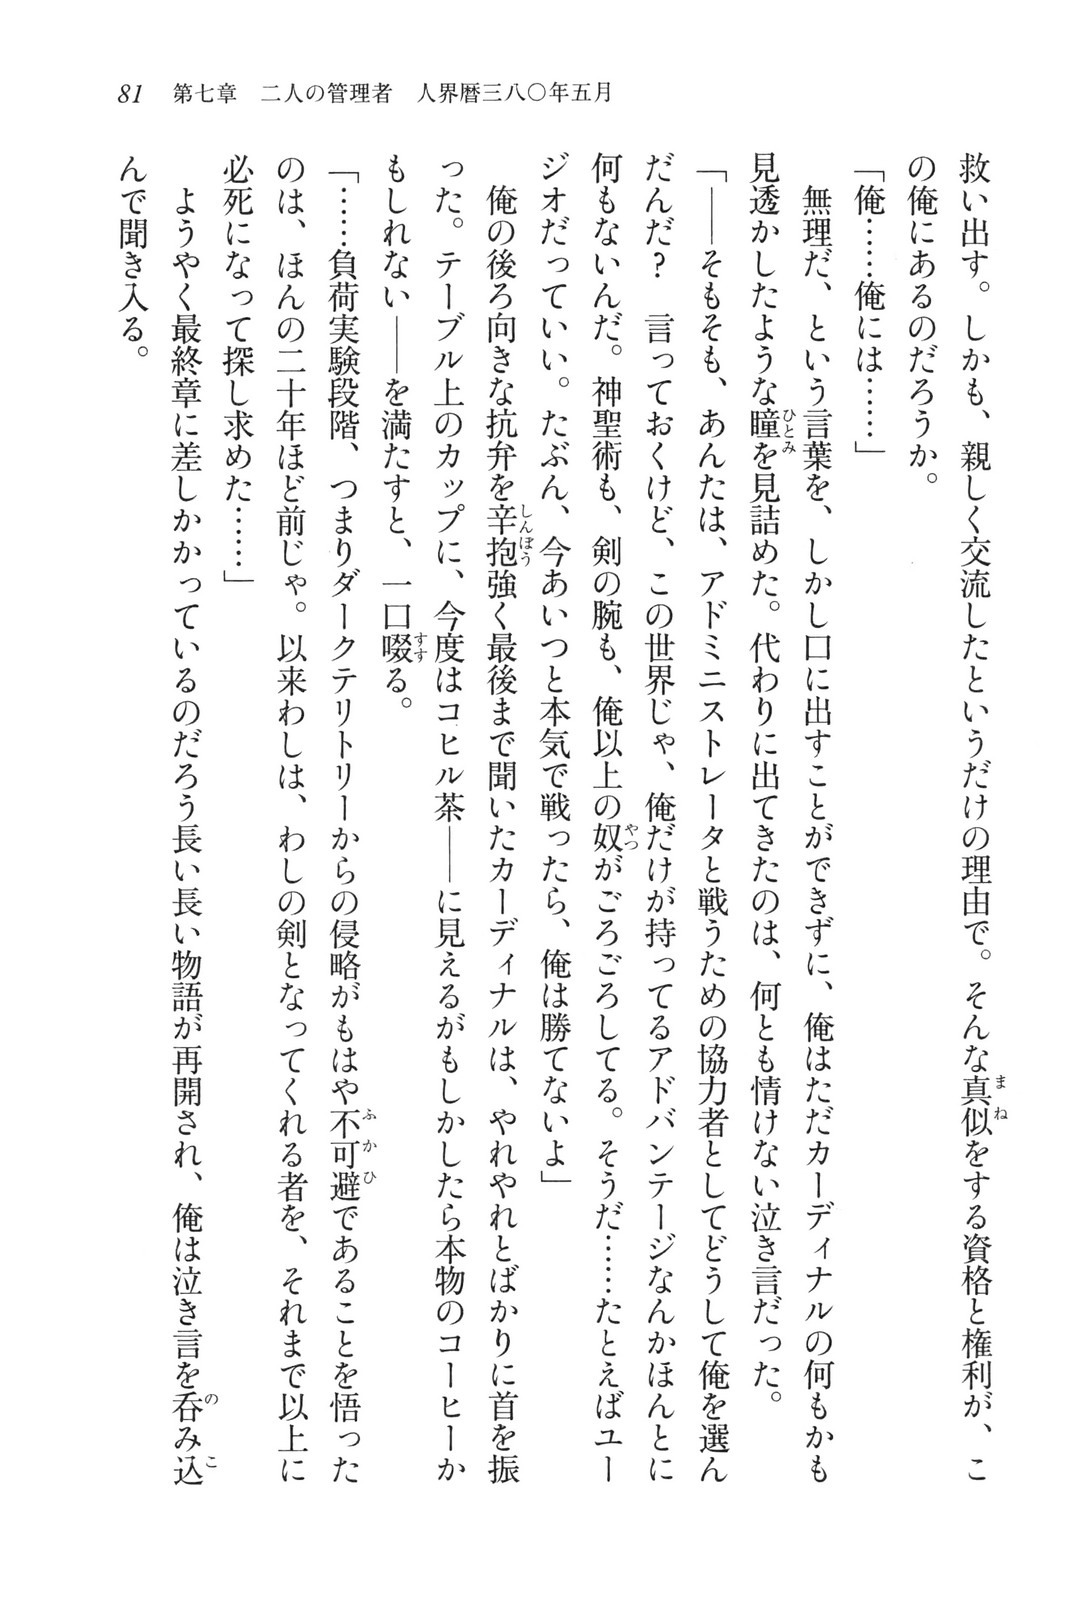 81　第七章　二人の管理者　人界暦三八〇年五月
救い出す。しかも、親しく交流したというだけの理由で。そんな真似をする資格と権利が、こ
の俺にあるのだろうか。
「俺……俺には……」
　無理だ、という言葉を、しかし口に出すことができずに、俺はただカーディナルの何もかも
見透かしたような瞳を見詰めた。代わりに出てきたのは、何とも情けない泣き言だった。
「――そもそも、あんたは、アドミニストレータと戦うための協力者としてどうして俺を選ん
だんだ？　言っておくけど、この世界じゃ、俺だけが持ってるアドバンテージなんかほんとに
何もないんだ。神聖術も、剣の腕も、俺以上の奴がごろごろしてる。そうだ……たとえばユー
ジオだっていい。たぶん、今あいつと本気で戦ったら、俺は勝てないよ」
　俺の後ろ向きな抗弁を辛抱強く最後まで聞いたカーディナルは、やれやれとばかりに首を振
った。テーブル上のカップに、今度はコヒル茶――に見えるがもしかしたら本物のコーヒーか
もしれない――を満たすと、一口啜る。
「……負荷実験段階、つまりダークテリトリーからの侵略がもはや不可避であることを悟った
のは、ほんの二十年ほど前じゃ。以来わしは、わしの剣となってくれる者を、それまで以上に
必死になって探し求めた……」
　ようやく最終章に差しかかっているのだろう長い長い物語が再開され、俺は泣き言を呑み込
んで聞き入る。